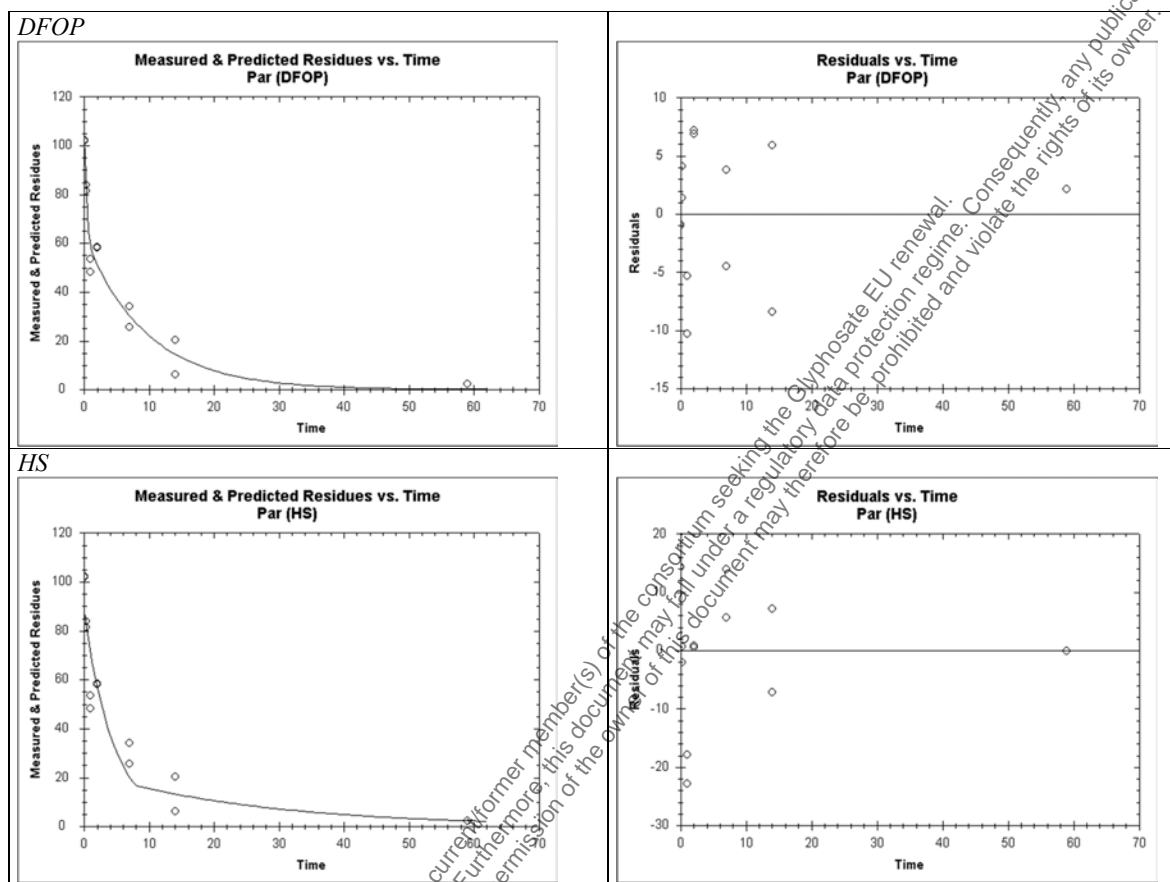 DFOP
Measured & Predicted Residues vs. Time
Par (DFOP)
Measured & Predicted Residues
120
100
80
60
40
20
0
0 10 20 30 40 50 60 70
Time
Residuals vs. Time
Par (DFOP)
Residuals
10
5
0
-5
-10
-15
0 10 20 30 40 50 60 70
Time
HS
Measured & Predicted Residues vs. Time
Par (HS)
Measured & Predicted Residues
120
100
80
60
40
20
0
0 10 20 30 40 50 60 70
Time
Residuals vs. Time
Par (HS)
Residuals
20
10
0
-10
-20
-30
0 10 20 30 40 50 60 70
Time
current/former member(s) of the consortium seeking the Glyphosate EU renewal.
Furthermore, this document may fall under a regulatory data protection regime. Consequently, any
permission of the owner of this document may therefore be prohibited and violate the rights of its owner.